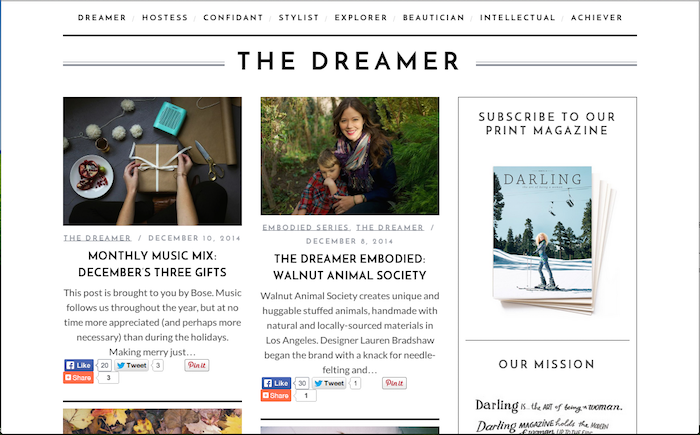 DREAMER / HOSTESS / CONFIDANT / STYLIST / EXPLORER / BEAUTICIAN / INTELLECTUAL / ACHIEVER
THE DREAMER
THE DREAMER / DECEMBER 10, 2014
MONTHLY MUSIC MIX:
DECEMBER'S THREE GIFTS
This post is brought to you by Bose. Music
follows us throughout the year, but at no
time more appreciated (and perhaps more
necessary) than during the holidays.
Making merry just…
Like 20 Tweet 3 Pin it
Share 3
EMBODIED SERIES, THE DREAMER /
DECEMBER 8, 2014
THE DREAMER EMBODIED:
WALNUT ANIMAL SOCIETY
Walnut Animal Society creates unique and
huggable stuffed animals, handmade with
natural and locally-sourced materials in
Los Angeles. Designer Lauren Bradshaw
began the brand with a knack for needle-
felting and…
Like 30 Tweet 1 Pin it
Share 1
SUBSCRIBE TO OUR
PRINT MAGAZINE
DARLING
OUR MISSION
Darling is the ART of being a woman.
Darling MAGAZINE holds the MODERN